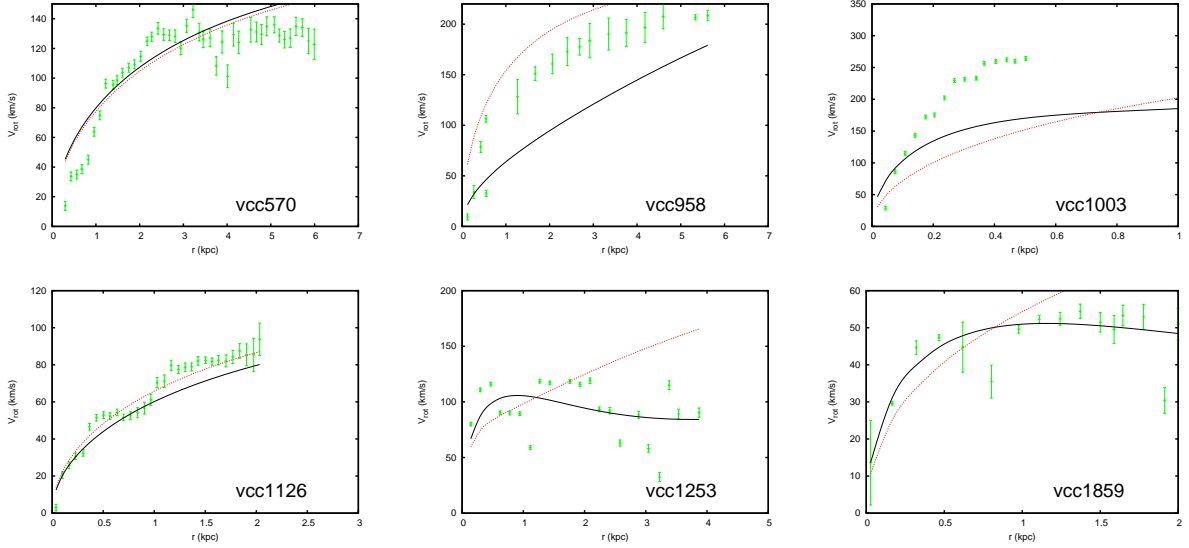 140
120
100
80
60
40
20
0
V_rot (km/s)
0 1 2 3 4 5 6 7
r (kpc)
vcc570
200
150
100
50
0
V_rot (km/s)
0 1 2 3 4 5 6 7
r (kpc)
vcc958
350
300
250
200
150
100
50
0
V_rot (km/s)
0 0.2 0.4 0.6 0.8 1
r (kpc)
vcc1003
120
100
80
60
40
20
0
V_rot (km/s)
0 0.5 1 1.5 2 2.5 3
r (kpc)
vcc1126
200
150
100
50
0
V_rot (km/s)
0 1 2 3 4 5
r (kpc)
vcc1253
60
50
40
30
20
10
0
V_rot (km/s)
0 0.5 1 1.5 2
r (kpc)
vcc1859